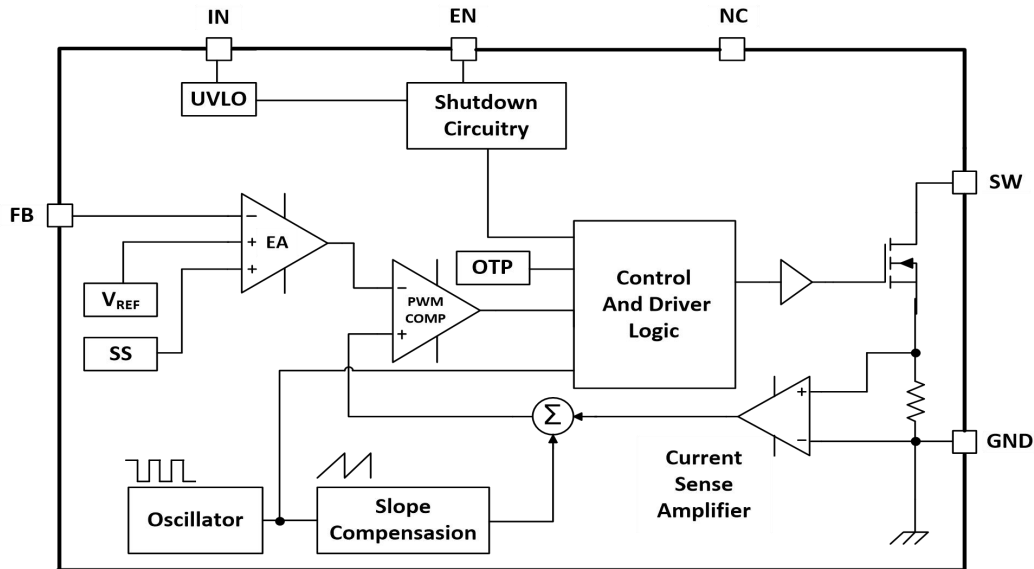 IN
EN
NC
UVLO
Shutdown
Circuitry
SW
FB
−
+
EA
+
V_REF
SS
OTP
−
PWM
COMP
+
Control
And Driver
Logic
Σ
+
−
GND
Current
Sense
Amplifier
Oscillator
Slope
Compensasion